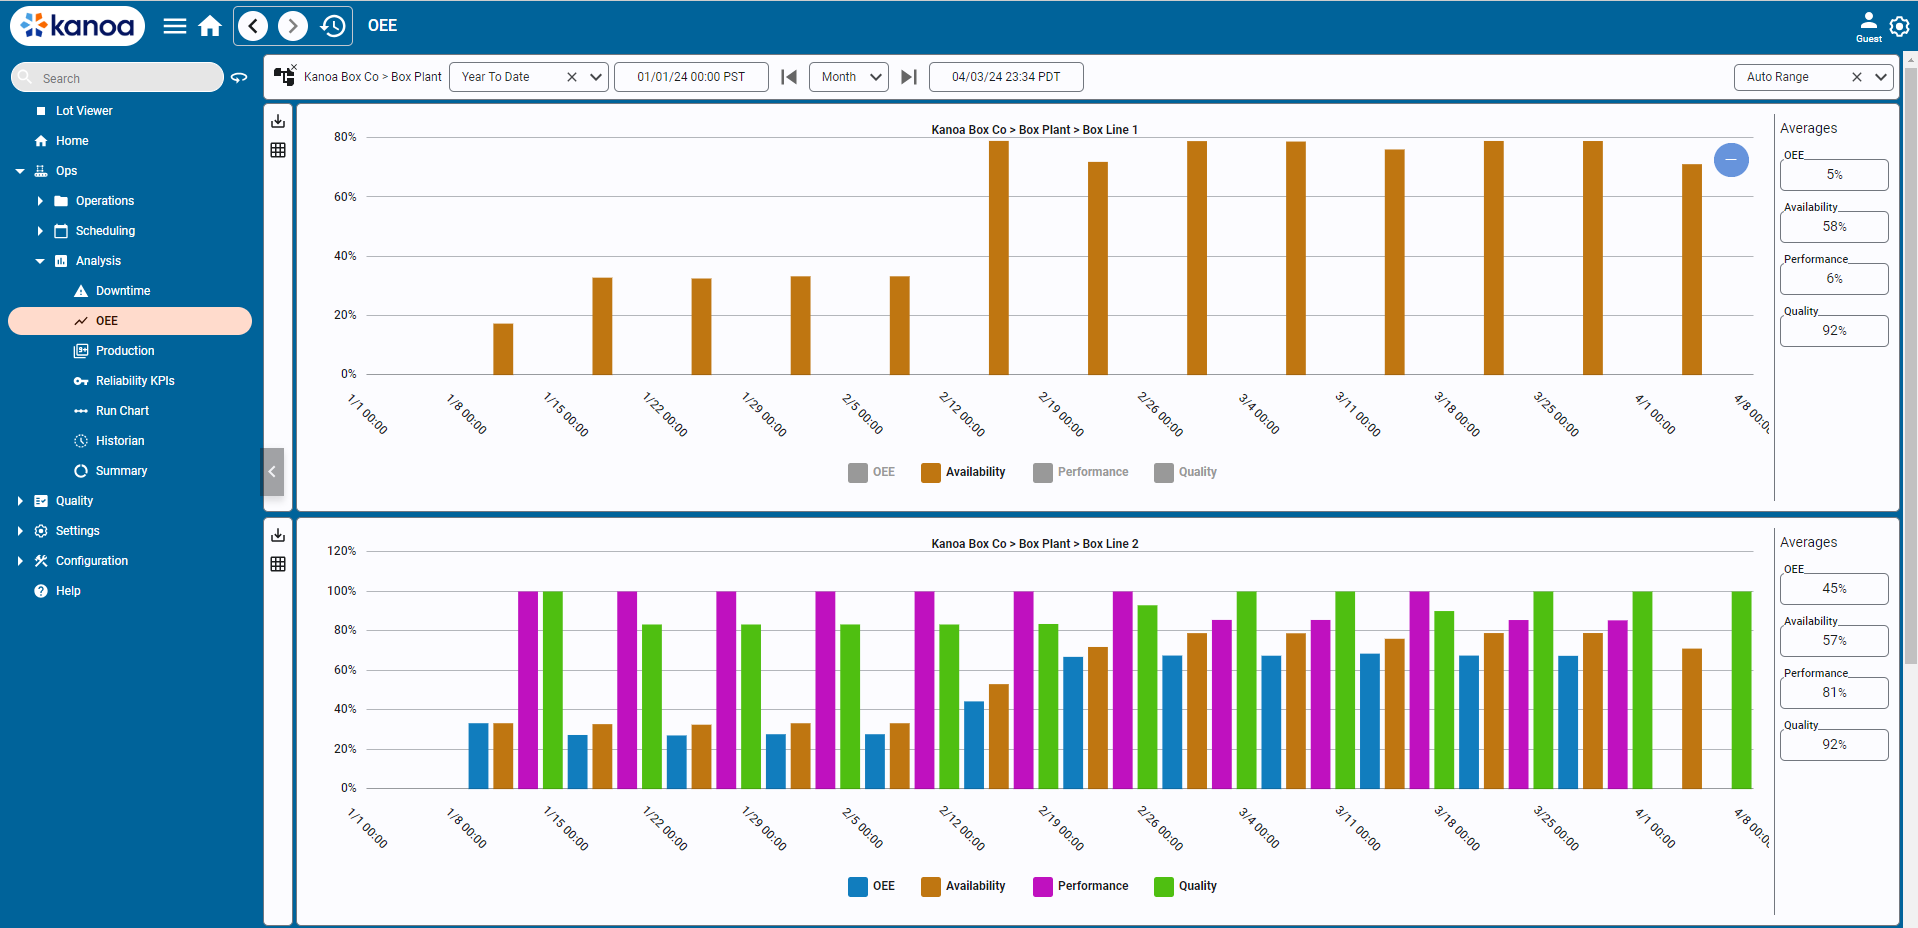 kanoa
OEE
Guest
Search
Lot Viewer
Home
Ops
Operations
Scheduling
Analysis
Downtime
OEE
Production
Reliability KPIs
Run Chart
Historian
Summary
Quality
Settings
Configuration
Help
Kanoa Box Co > Box Plant
Year To Date
01/01/24 00:00 PST
Month
04/03/24 23:34 PDT
Auto Range
Kanoa Box Co > Box Plant > Box Line 1
80%
60%
40%
20%
0%
1/1 00:00
1/8 00:00
1/15 00:00
1/22 00:00
1/29 00:00
2/5 00:00
2/12 00:00
2/19 00:00
2/26 00:00
3/4 00:00
3/11 00:00
3/18 00:00
3/25 00:00
4/1 00:00
4/8 00:0
OEE
Availability
Performance
Quality
Averages
OEE
5%
Availability
58%
Performance
6%
Quality
92%
Kanoa Box Co > Box Plant > Box Line 2
120%
100%
80%
60%
40%
20%
0%
1/1 00:00
1/8 00:00
1/15 00:00
1/22 00:00
1/29 00:00
2/5 00:00
2/12 00:00
2/19 00:00
2/26 00:00
3/4 00:00
3/11 00:00
3/18 00:00
3/25 00:00
4/1 00:00
4/8 00:0
OEE
Availability
Performance
Quality
Averages
OEE
45%
Availability
57%
Performance
81%
Quality
92%